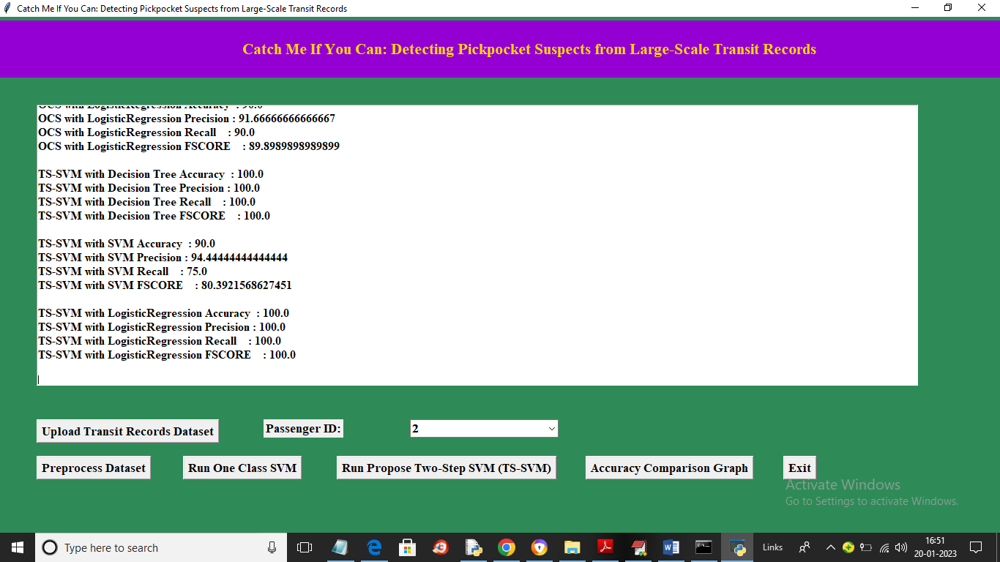 Catch Me If You Can: Detecting Pickpocket Suspects from Large-Scale Transit Records
Catch Me If You Can: Detecting Pickpocket Suspects from Large-Scale Transit Records
OCS with LogisticRegression Accuracy  : 90.0
OCS with LogisticRegression Precision : 91.66666666666667
OCS with LogisticRegression Recall    : 90.0
OCS with LogisticRegression FSCORE    : 89.8989898989899
TS-SVM with Decision Tree Accuracy  : 100.0
TS-SVM with Decision Tree Precision : 100.0
TS-SVM with Decision Tree Recall    : 100.0
TS-SVM with Decision Tree FSCORE    : 100.0
TS-SVM with SVM Accuracy  : 90.0
TS-SVM with SVM Precision : 94.44444444444444
TS-SVM with SVM Recall    : 75.0
TS-SVM with SVM FSCORE    : 80.3921568627451
TS-SVM with LogisticRegression Accuracy  : 100.0
TS-SVM with LogisticRegression Precision : 100.0
TS-SVM with LogisticRegression Recall    : 100.0
TS-SVM with LogisticRegression FSCORE    : 100.0
Upload Transit Records Dataset Passenger ID: 2
Preprocess Dataset Run One Class SVM Run Propose Two-Step SVM (TS-SVM) Accuracy Comparison Graph Exit
Activate Windows
Go to Settings to activate Windows.
Type here to search Links 16:51
20-01-2023